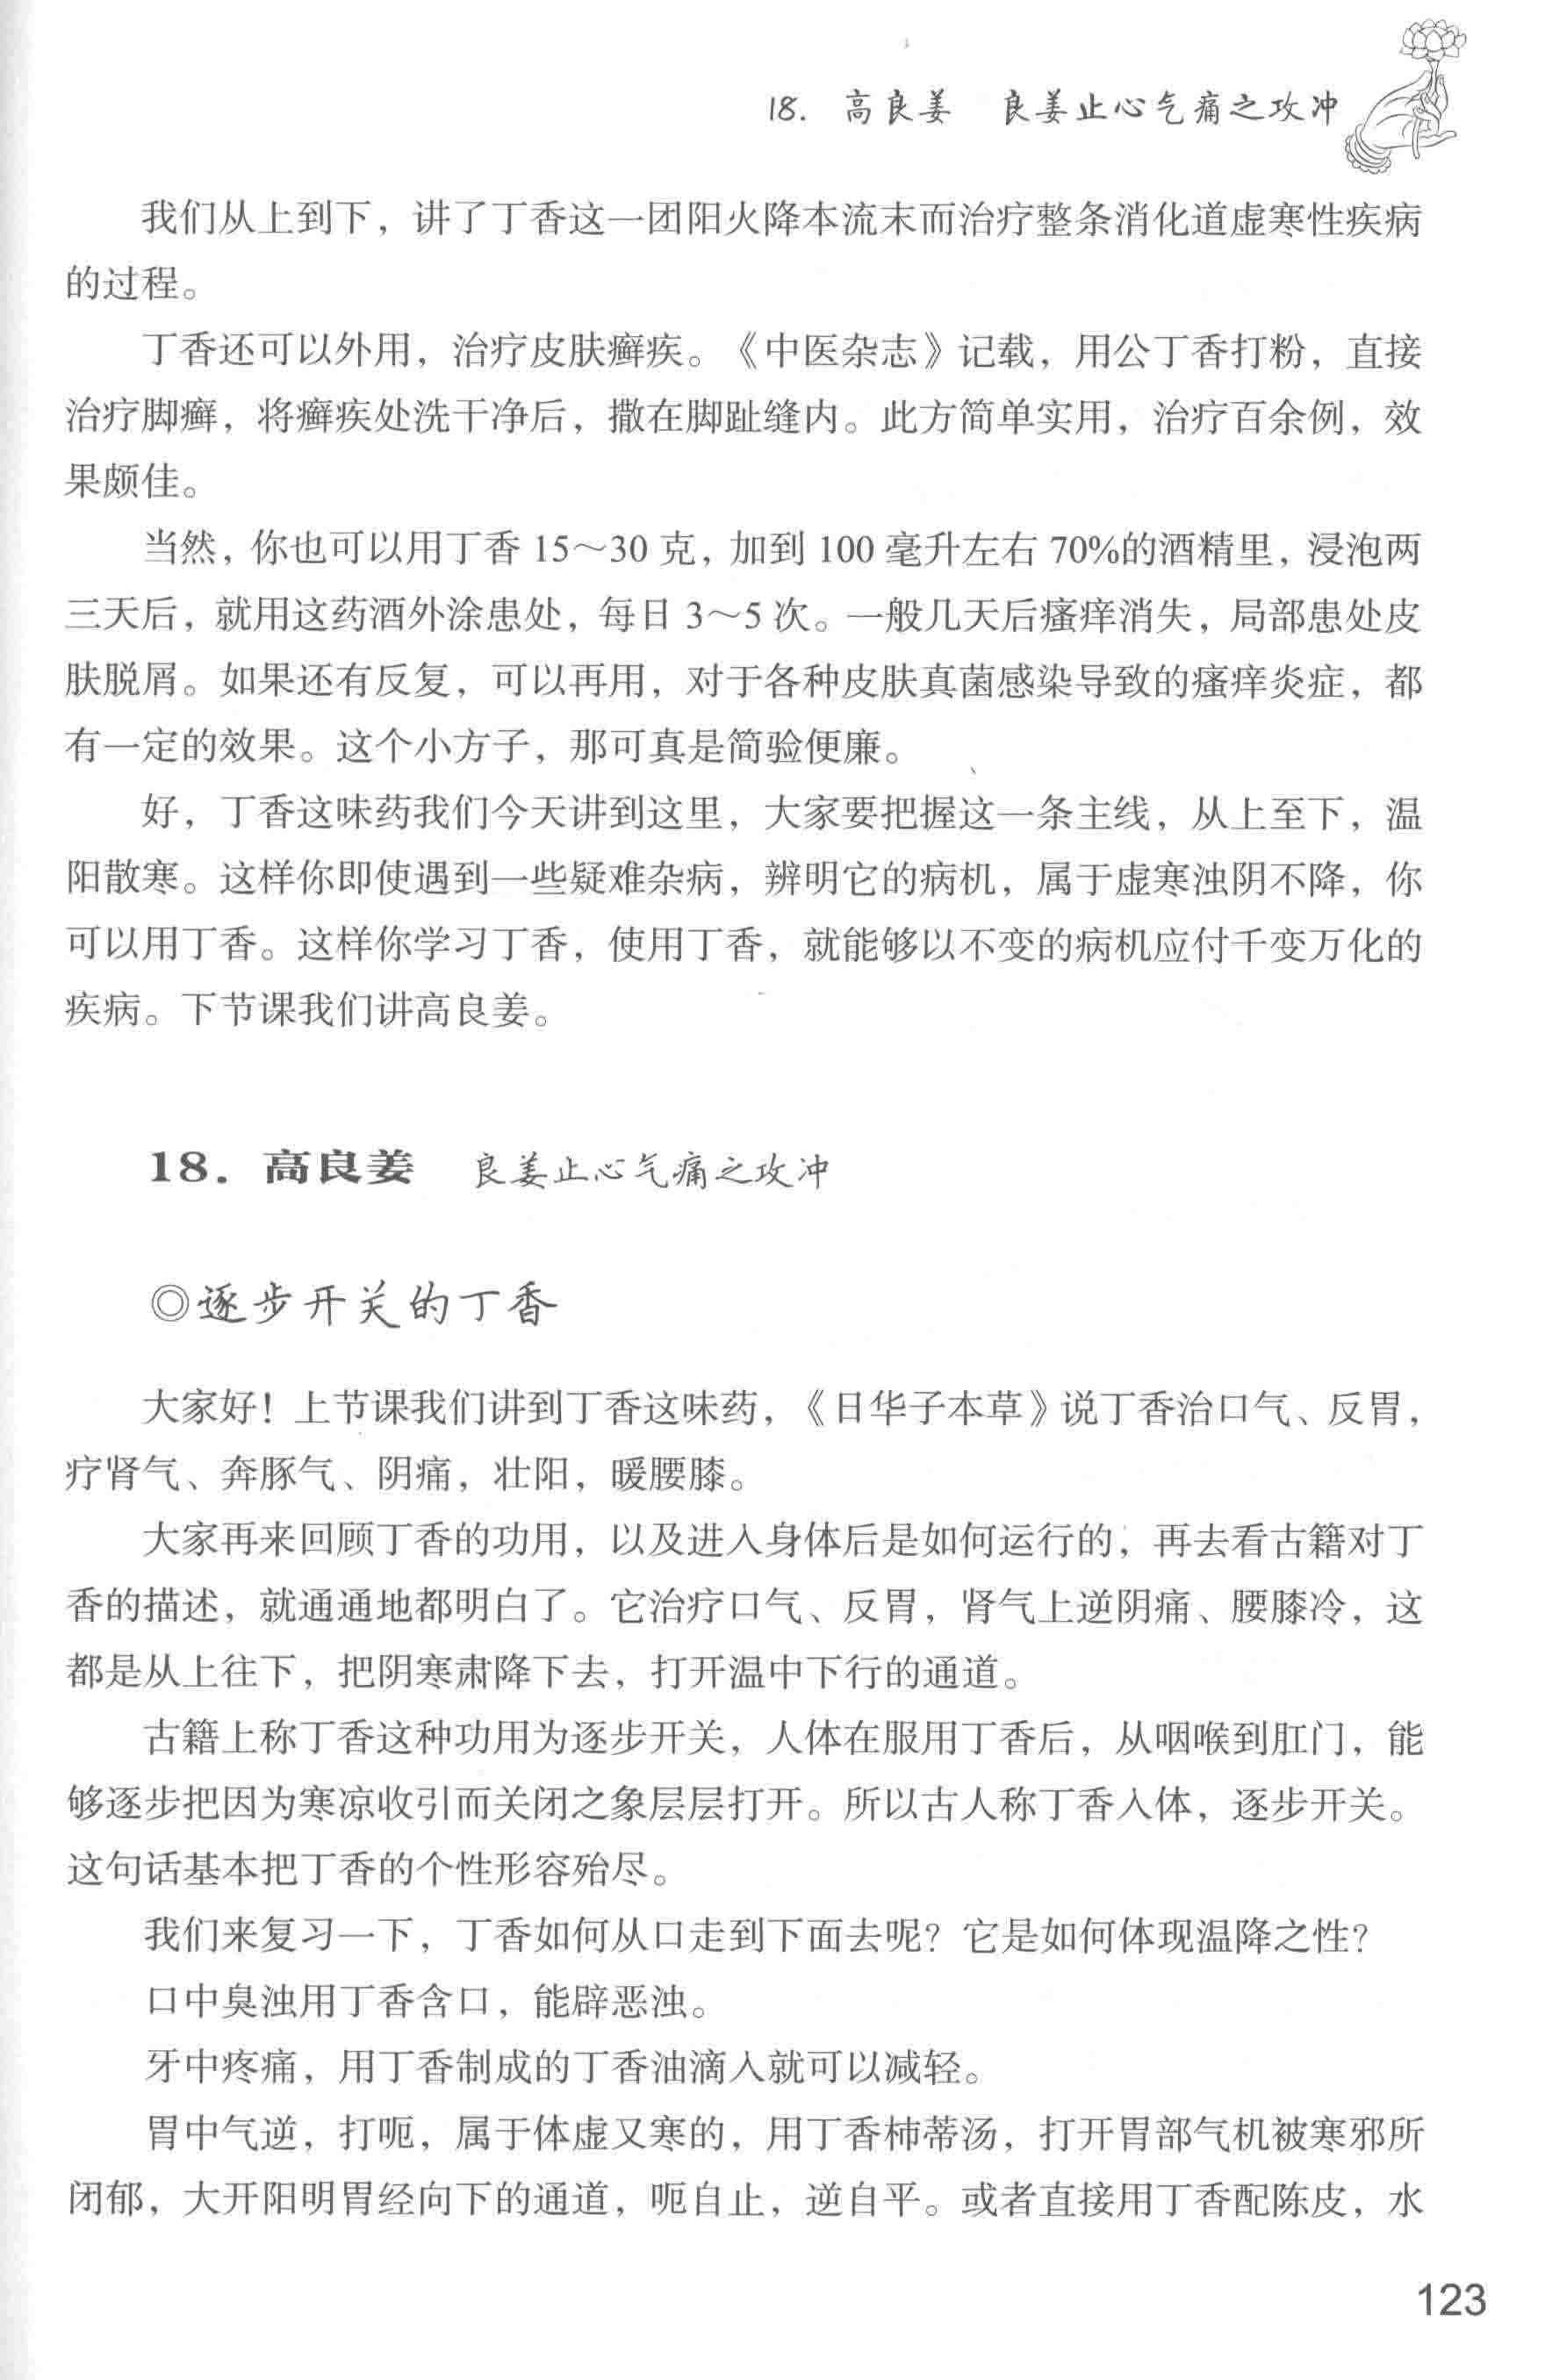 18. 高良姜 良姜止心气痛之攻冲
我们从上到下，讲了丁香这一团阳火降本流末而治疗整条消化道虚寒性疾病
的过程。
丁香还可以外用，治疗皮肤癣疾。《中医杂志》记载，用公丁香打粉，直接
治疗脚癣，将癣疾处洗干净后，撒在脚趾缝内。此方简单实用，治疗百余例，效
果颇佳。
当然，你也可以用丁香 15～30 克，加到 100 毫升左右 70%的酒精里，浸泡两
三天后，就用这药酒外涂患处，每日 3～5 次。一般几天后瘙痒消失，局部患处皮
肤脱屑。如果还有反复，可以再用，对于各种皮肤真菌感染导致的瘙痒炎症，都
有一定的效果。这个小方子，那可真是简验便廉。
好，丁香这味药我们今天讲到这里，大家要把握这一条主线，从上至下，温
阳散寒。这样你即使遇到一些疑难杂病，辨明它的病机，属于虚寒浊阴不降，你
可以用丁香。这样你学习丁香，使用丁香，就能够以不变的病机应付千变万化的
疾病。下节课我们讲高良姜。
18. 高良姜 良姜止心气痛之攻冲
◎逐步开关的丁香
大家好！上节课我们讲到丁香这味药，《日华子本草》说丁香治口气、反胃，
疗肾气、奔豚气、阴痛，壮阳，暖腰膝。
大家再来回顾丁香的功用，以及进入身体后是如何运行的，再去看古籍对丁
香的描述，就通通地都明白了。它治疗口气、反胃，肾气上逆阴痛、腰膝冷，这
都是从上往下，把阴寒肃降下去，打开温中下行的通道。
古籍上称丁香这种功用为逐步开关，人体在服用丁香后，从咽喉到肛门，能
够逐步把因为寒凉收引而关闭之象层层打开。所以古人称丁香入体，逐步开关。
这句话基本把丁香的个性形容殆尽。
我们来复习一下，丁香如何从口走到下面去呢？它是如何体现温降之性？
口中臭浊用丁香含口，能辟恶浊。
牙中疼痛，用丁香制成的丁香油滴入就可以减轻。
胃中气逆，打呃，属于体虚又寒的，用丁香柿蒂汤，打开胃部气机被寒邪所
闭郁，大开阳明胃经向下的通道，呃自止，逆自平。或者直接用丁香配陈皮，水
123